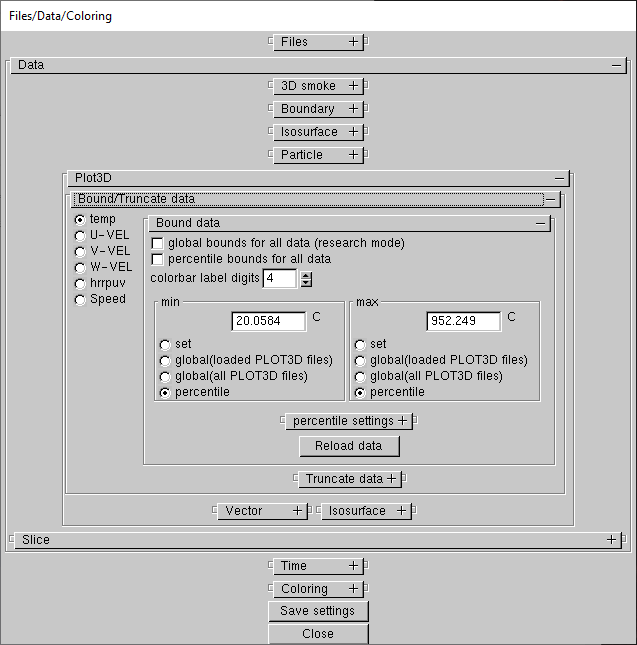 Files/Data/Coloring
Files +
Data −
3D smoke +
Boundary +
Isosurface +
Particle +
Plot3D −
Bound/Truncate data −
temp
U-VEL
V-VEL
W-VEL
hrrpuv
Speed
Bound data −
global bounds for all data (research mode)
percentile bounds for all data
colorbar label digits 4
min
20.0584 C
set
global(loaded PLOT3D files)
global(all PLOT3D files)
percentile
max
952.249 C
set
global(loaded PLOT3D files)
global(all PLOT3D files)
percentile
percentile settings +
Reload data
Truncate data +
Vector + Isosurface +
Slice +
Time +
Coloring +
Save settings
Close